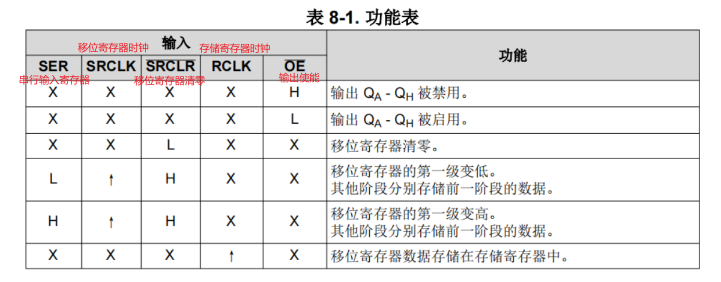 表 8-1. 功能表
移位寄存器时钟 输入 存储寄存器时钟
功能
SER SRCLK SRCLR RCLK OE
串行输入寄存器 移位寄存器清零 输出使能
X X X X H 输出 QA - QH 被禁用。
X X X X L 输出 QA - QH 被启用。
X X L X X 移位寄存器清零。
L ↑ H X X 移位寄存器的第一级变低。
其他阶段分别存储前一阶段的数据。
H ↑ H X X 移位寄存器的第一级变高。
其他阶段分别存储前一阶段的数据。
X X X ↑ X 移位寄存器数据存储在存储寄存器中。